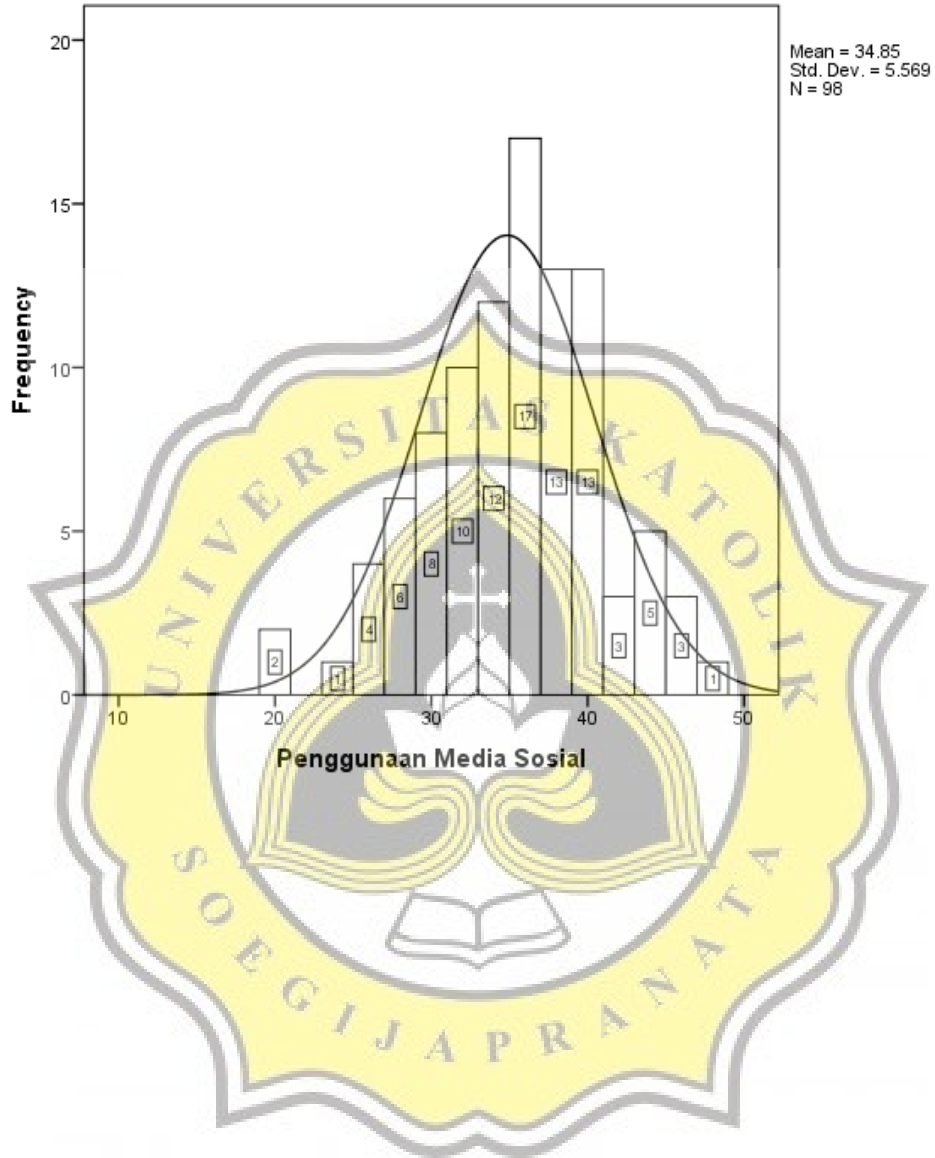 20
15
10
5
0
Frequency
Mean = 34.85
Std. Dev. = 5.569
N = 98
2
1
4
6
8
10
12
17
13
13
3
5
3
1
10 20 30 40 50
Penggunaan Media Sosial
UNIVERSITAS KATOLIK
SOEGIJAPRANATA